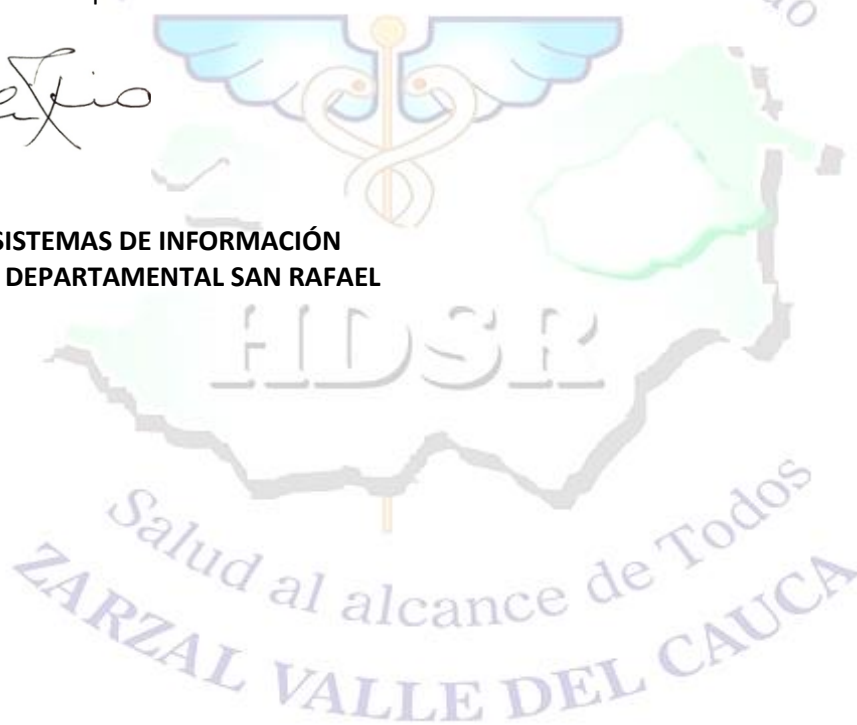 SISTEMAS DE INFORMACIÓN
DEPARTAMENTAL SAN RAFAEL
HDSR
Salud al alcance de Todos
ZARZAL VALLE DEL CAUCA